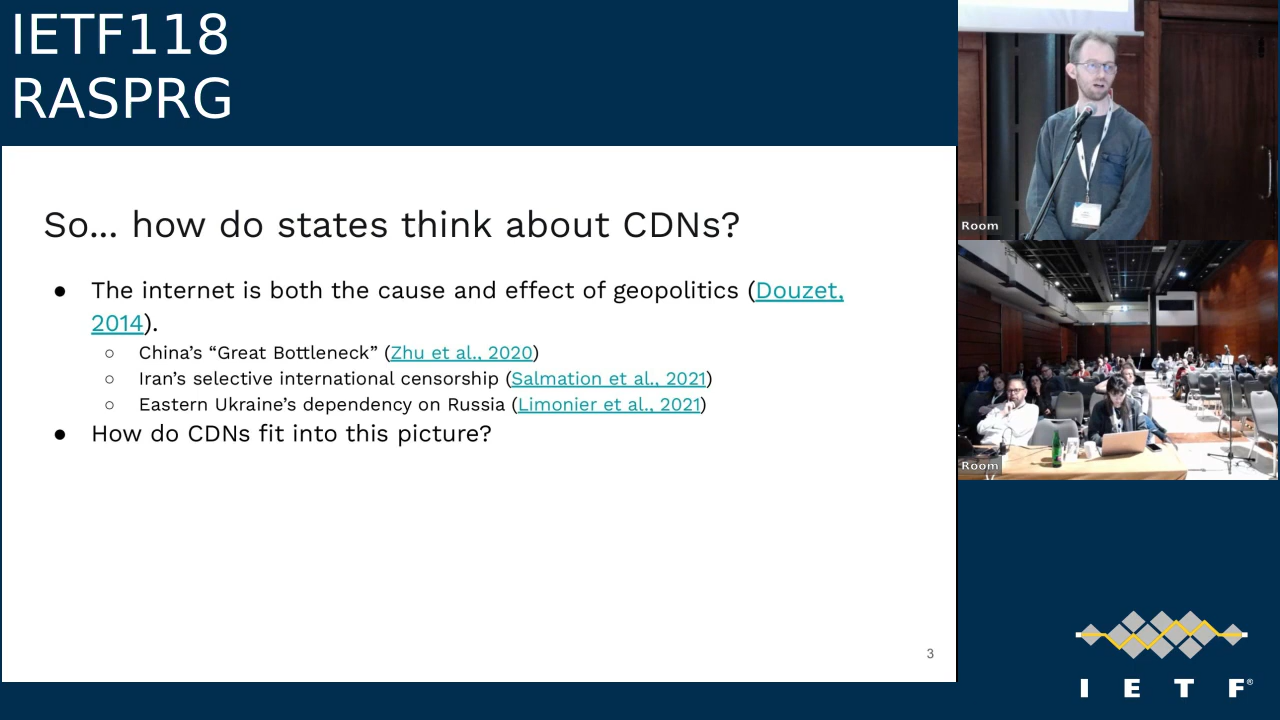 IETF118
RASPRG
So... how do states think about CDNs?
● The internet is both the cause and effect of geopolitics (Douzet,
2014).
○ China's “Great Bottleneck” (Zhu et al., 2020)
○ Iran's selective international censorship (Salmation et al., 2021)
○ Eastern Ukraine's dependency on Russia (Limonier et al., 2021)
● How do CDNs fit into this picture?
3
Room
Room
V
I E T F®